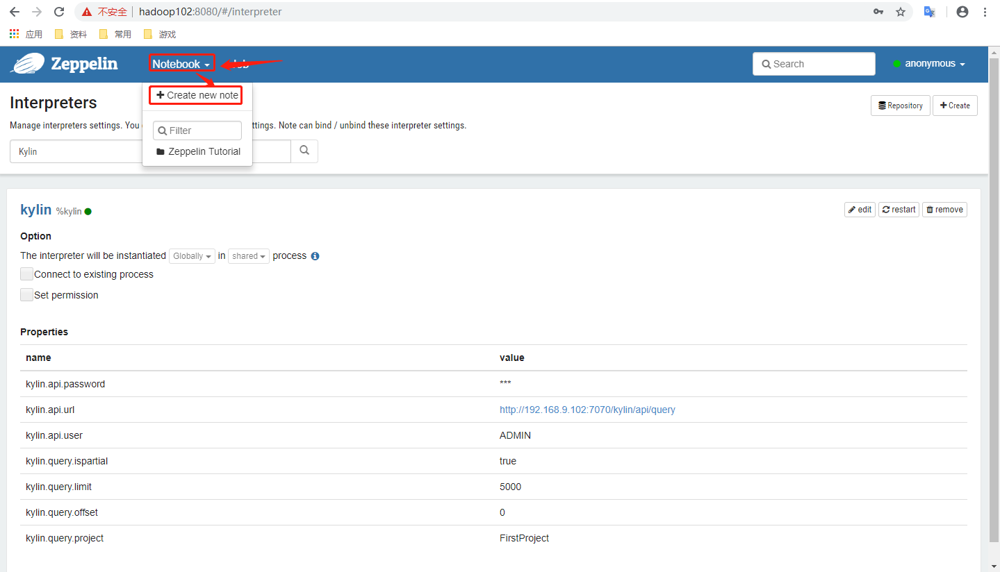 不安全 hadoop102:8080/#/interpreter
应用 资料 常用 游戏
Zeppelin Notebook Search anonymous
Create new note
Interpreters Repository Create
Manage interpreters settings. You ttings. Note can bind / unbind these interpreter settings.
Filter
Kylin
Zeppelin Tutorial
kylin %kylin edit restart remove
Option
The interpreter will be instantiated Globally in shared process
Connect to existing process
Set permission
Properties
name value
kylin.api.password ***
kylin.api.url http://192.168.9.102:7070/kylin/api/query
kylin.api.user ADMIN
kylin.query.ispartial true
kylin.query.limit 5000
kylin.query.offset 0
kylin.query.project FirstProject